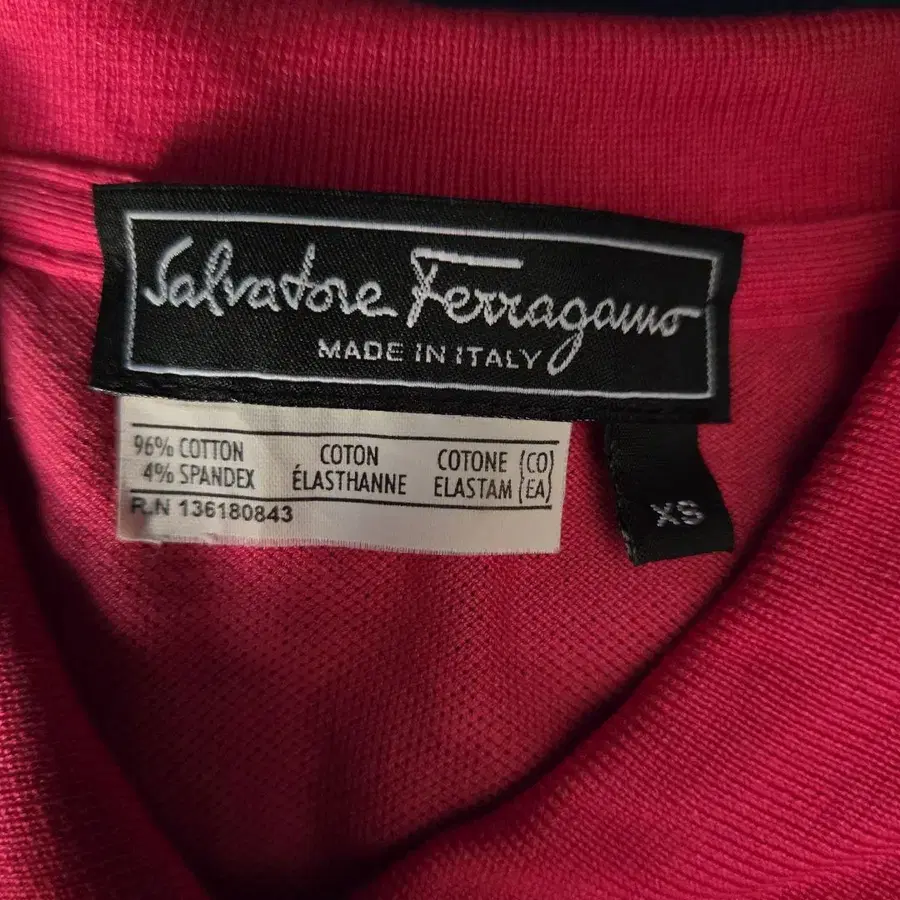 Salvatore Ferragamo
MADE IN ITALY
96% COTTON COTON COTONE (CO)
4% SPANDEX ÉLASTHANNE ELASTAM (EA)
R.N 136180843
XS